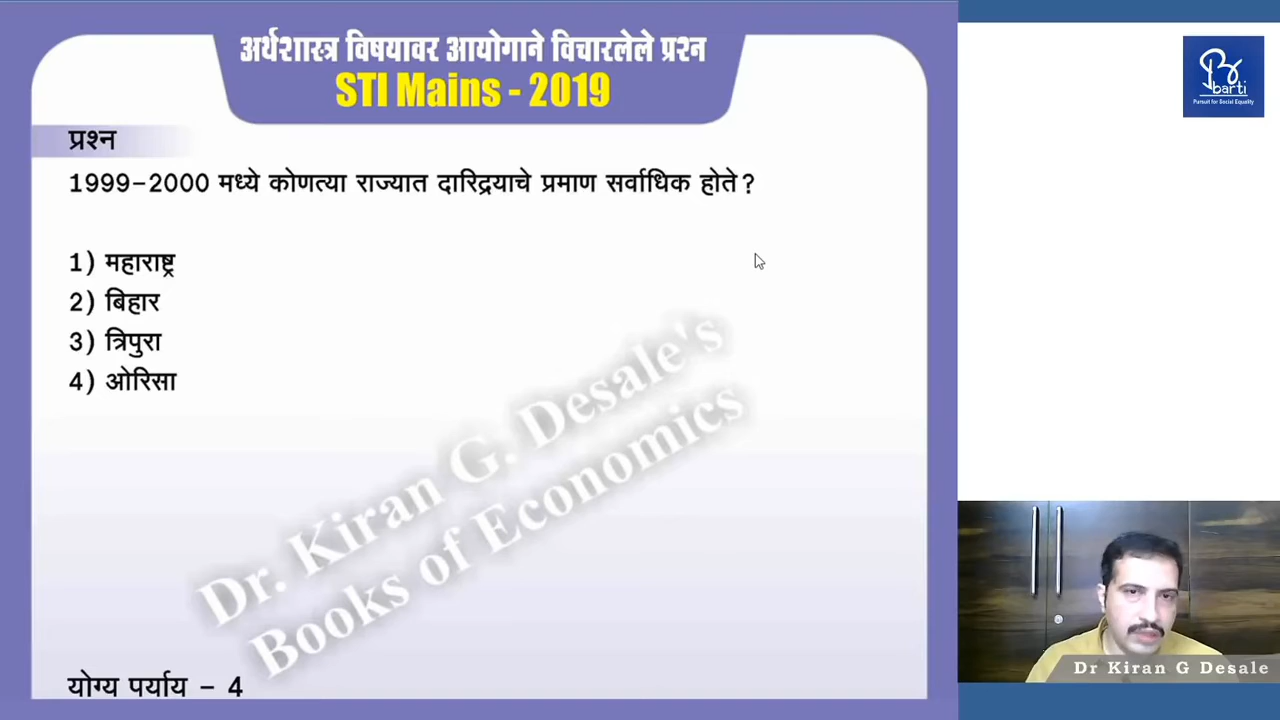 अर्थशास्त्र विषयावर आयोगाने विचारलेले प्रश्न
STI Mains - 2019
प्रश्न
1999-2000 मध्ये कोणत्या राज्यात दारिद्रयाचे प्रमाण सर्वाधिक होते?
1) महाराष्ट्र
2) बिहार
3) त्रिपुरा
4) ओरिसा
Dr. Kiran G. Desale's
Books of Economics
योग्य पर्याय - 4
barti
Pursuit for Social Equality
Dr Kiran G Desale